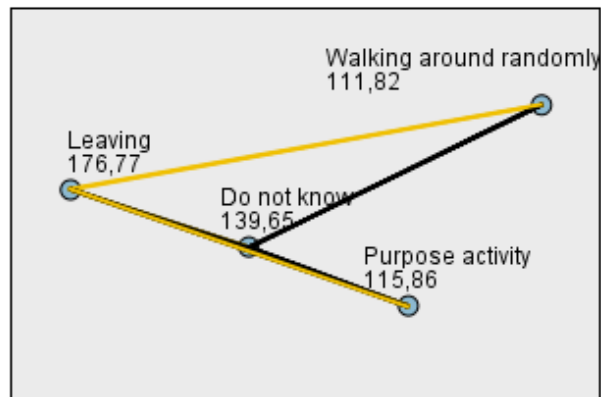 Walking around randomly
111,82
Leaving
176,77
Do not know
139,65
Purpose activity
115,86